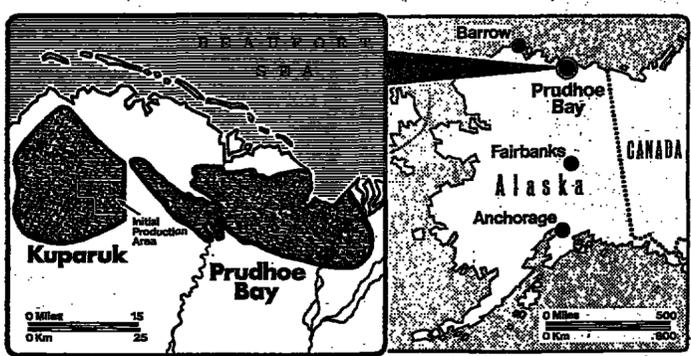 BEAUFORT
SEA
Initial
Production
Area
Kuparuk
Prudhoe
Bay
0 Miles 15
0 Km 25
Barrow
Prudhoe
Bay
CANADA
Fairbanks
Alaska
Anchorage
0 Miles 500
0 Km 800